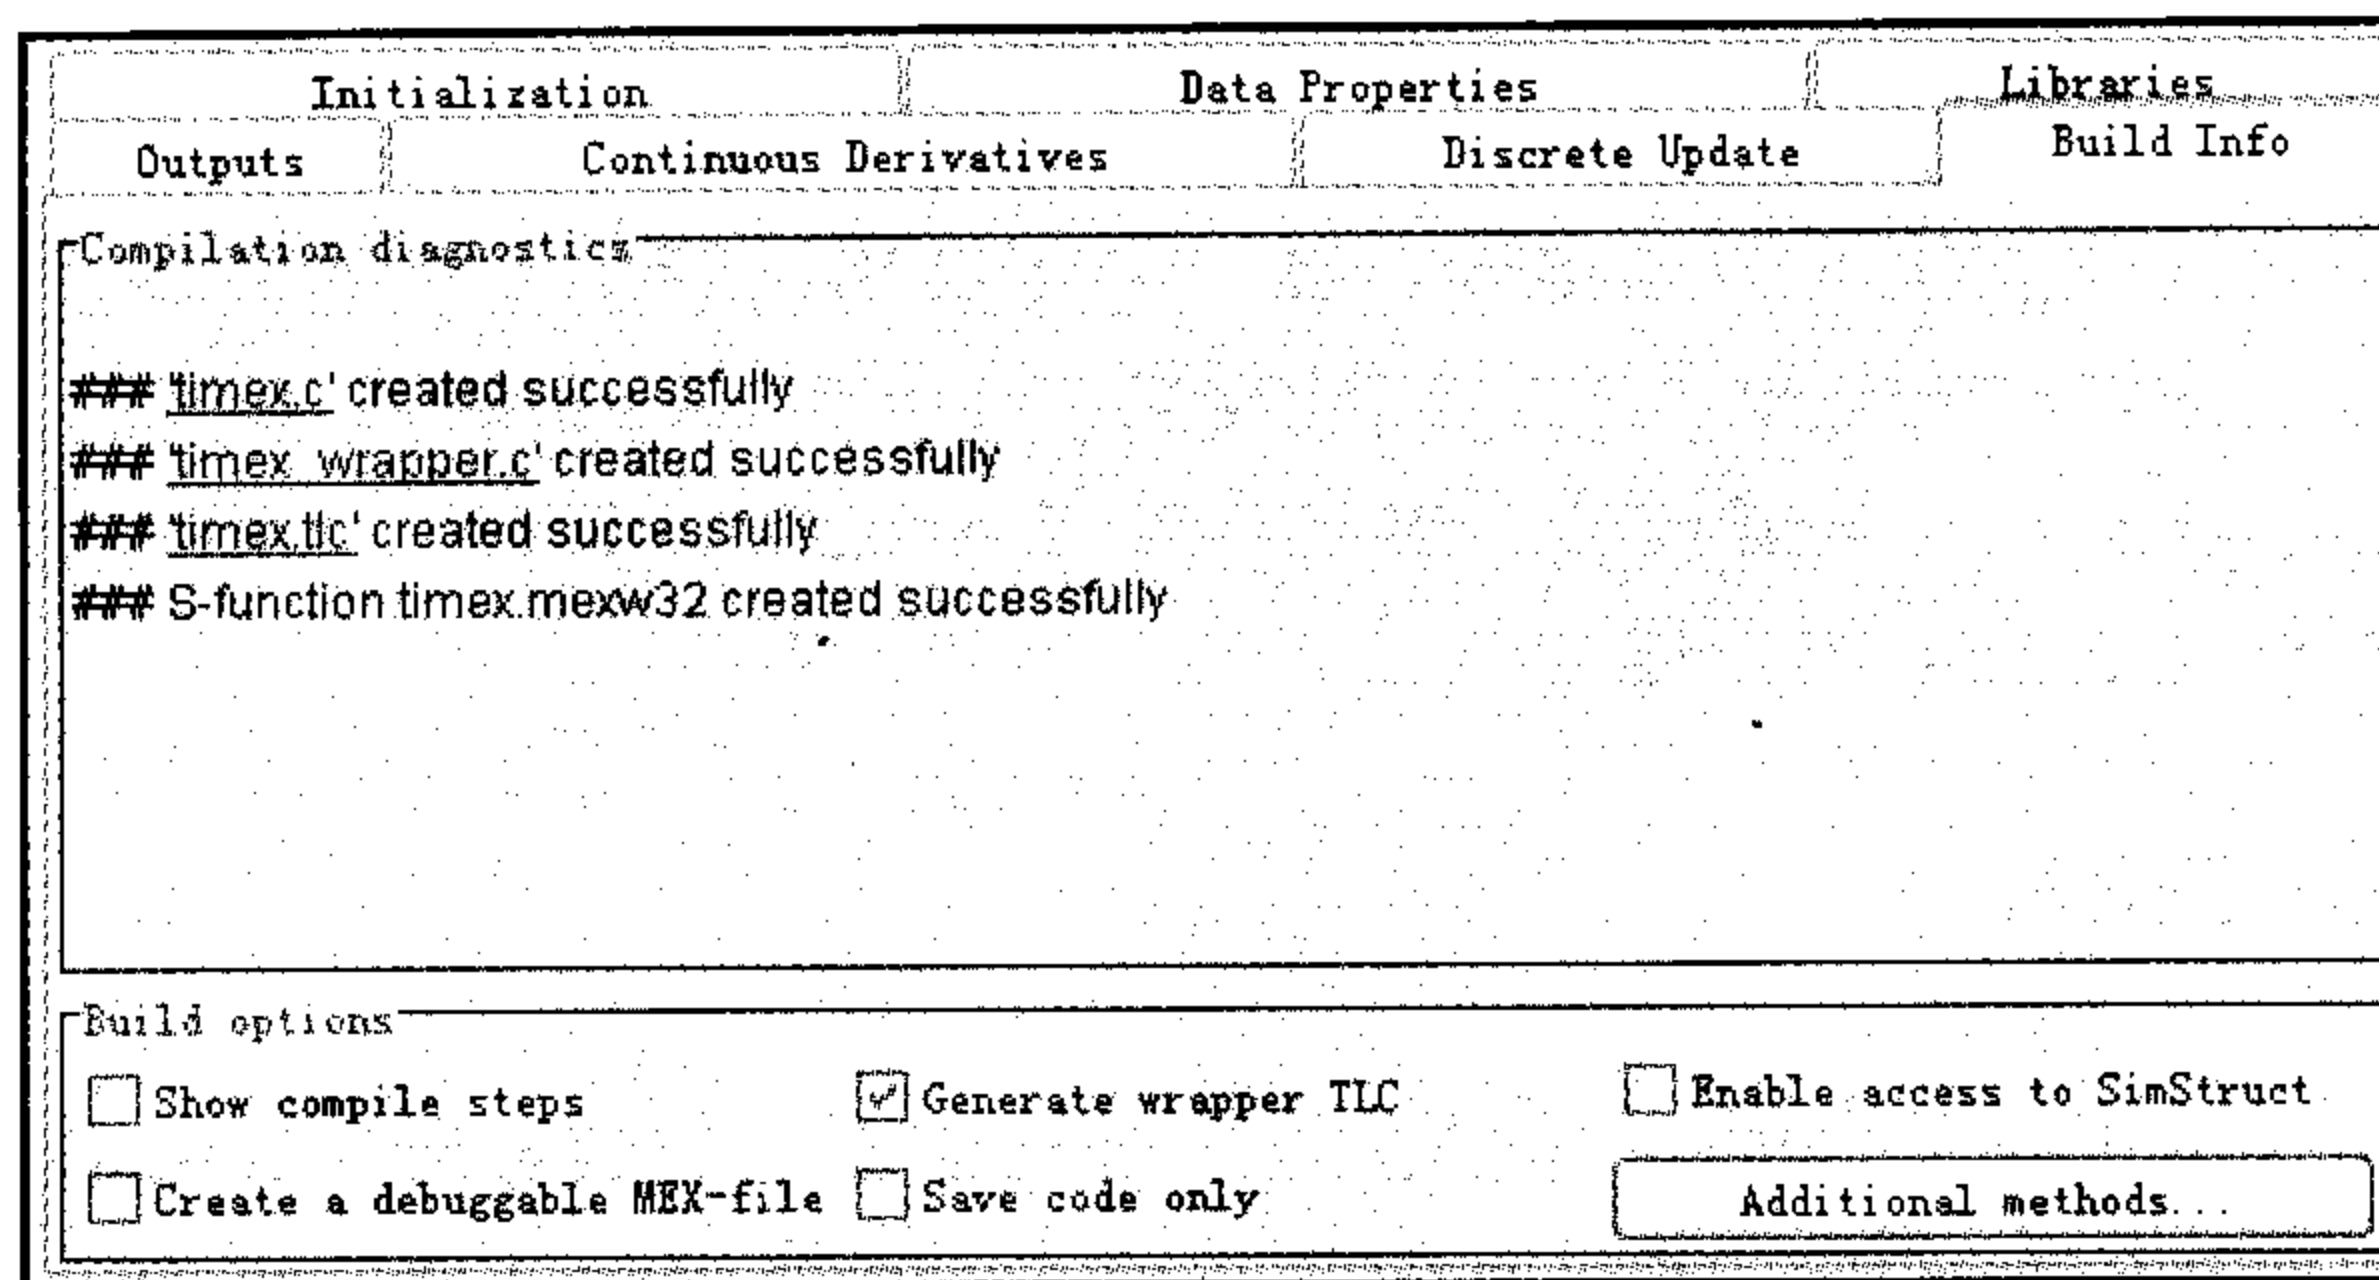 Initialization Data Properties Libraries
Outputs Continuous Derivatives Discrete Update Build Info
Compilation diagnostics
### 'timex.c' created successfully
### 'timex_wrapper.c' created successfully
### 'timex.tlc' created successfully
### S-function timex.mexw32 created successfully
Build options
Show compile steps Generate wrapper TLC Enable access to SimStruct
Create a debuggable MEX-file Save code only Additional methods...